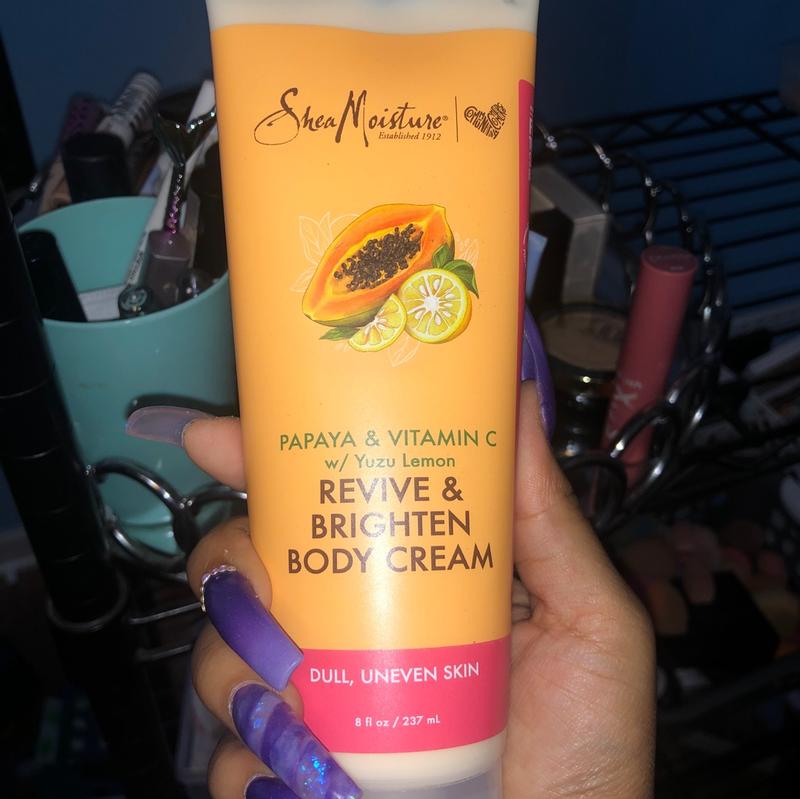 SheaMoisture®
Established 1912
PAPAYA & VITAMIN C
w/ Yuzu Lemon
REVIVE &
BRIGHTEN
BODY CREAM
DULL, UNEVEN SKIN
8 fl oz / 237 mL